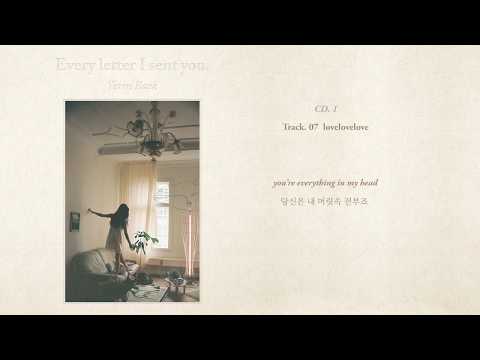 Every letter I sent you.
Yerin Baek
CD. 1
Track. 07 lovelovelove
you're everything in my head
당신은 내 머릿속 전부죠